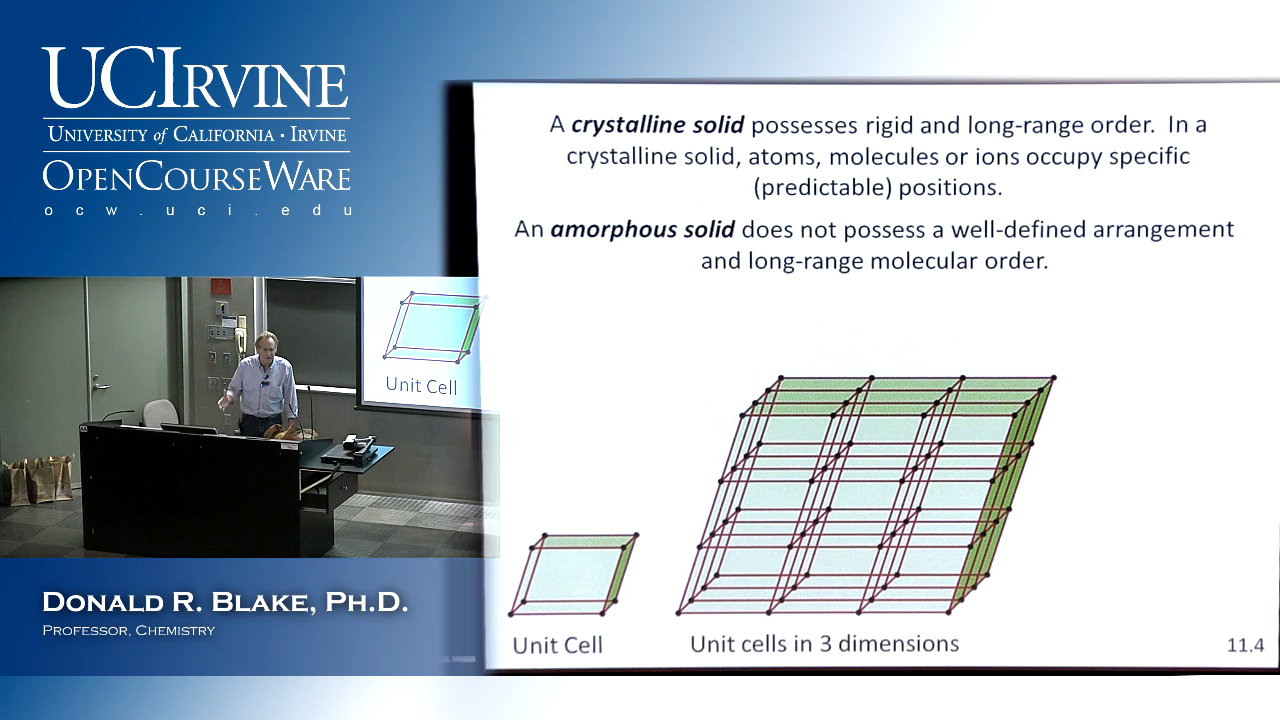 UCIRVINE
UNIVERSITY of CALIFORNIA · IRVINE
OPENCOURSEWARE
ocw.uci.edu
A crystalline solid possesses rigid and long-range order. In a
crystalline solid, atoms, molecules or ions occupy specific
(predictable) positions.
An amorphous solid does not possess a well-defined arrangement
and long-range molecular order.
Unit Cell
Unit Cell
Unit cells in 3 dimensions
11.4
DONALD R. BLAKE, PH.D.
PROFESSOR, CHEMISTRY